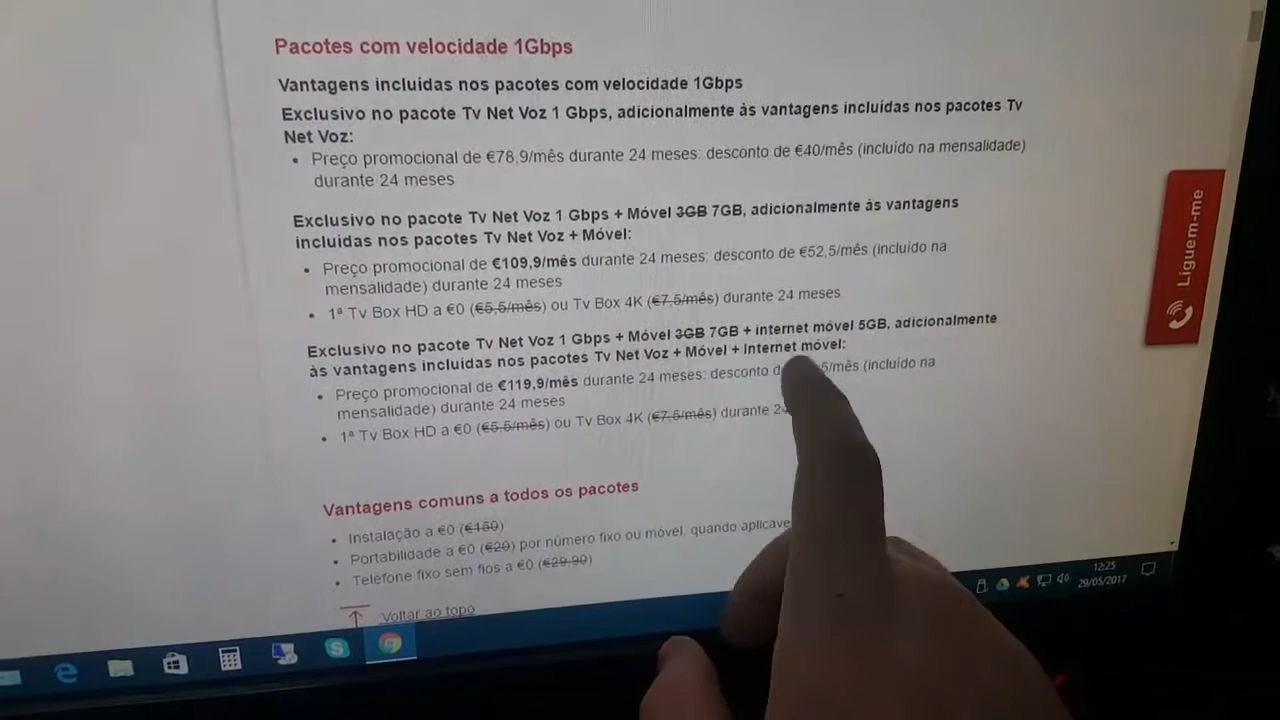 Pacotes com velocidade 1Gbps
Vantagens incluidas nos pacotes com velocidade 1Gbps
Exclusivo no pacote Tv Net Voz 1 Gbps, adicionalmente às vantagens incluídas nos pacotes Tv
Net Voz:
• Preço promocional de €78,9/mês durante 24 meses: desconto de €40/mês (incluído na mensalidade)
durante 24 meses
Exclusivo no pacote Tv Net Voz 1 Gbps + Móvel 3GB 7GB, adicionalmente às vantagens
incluídas nos pacotes Tv Net Voz + Móvel:
• Preço promocional de €109,9/mês durante 24 meses: desconto de €52,5/mês (incluído na
mensalidade) durante 24 meses
• 1ª Tv Box HD a €0 (€5,5/mês) ou Tv Box 4K (€7,5/mês) durante 24 meses
Exclusivo no pacote Tv Net Voz 1 Gbps + Móvel 3GB 7GB + internet móvel 5GB, adicionalmente
às vantagens incluidas nos pacotes Tv Net Voz + Móvel + Internet móvel:
• Preço promocional de €119,9/mês durante 24 meses: desconto 5/mês (incluído na
mensalidade) durante 24 meses
• 1ª Tv Box HD a €0 (€5,5/mês) ou Tv Box 4K (€7,5/mês) durante
Vantagens comuns a todos os pacotes
• Instalação a €0 (€150)
• Portabilidade a €0 (€20) por número fixo ou móvel, quando
• Telefone fixo sem fios a €0 (€29,90)
Voltar ao topo
Liguem-me
12:25
29/05/2017